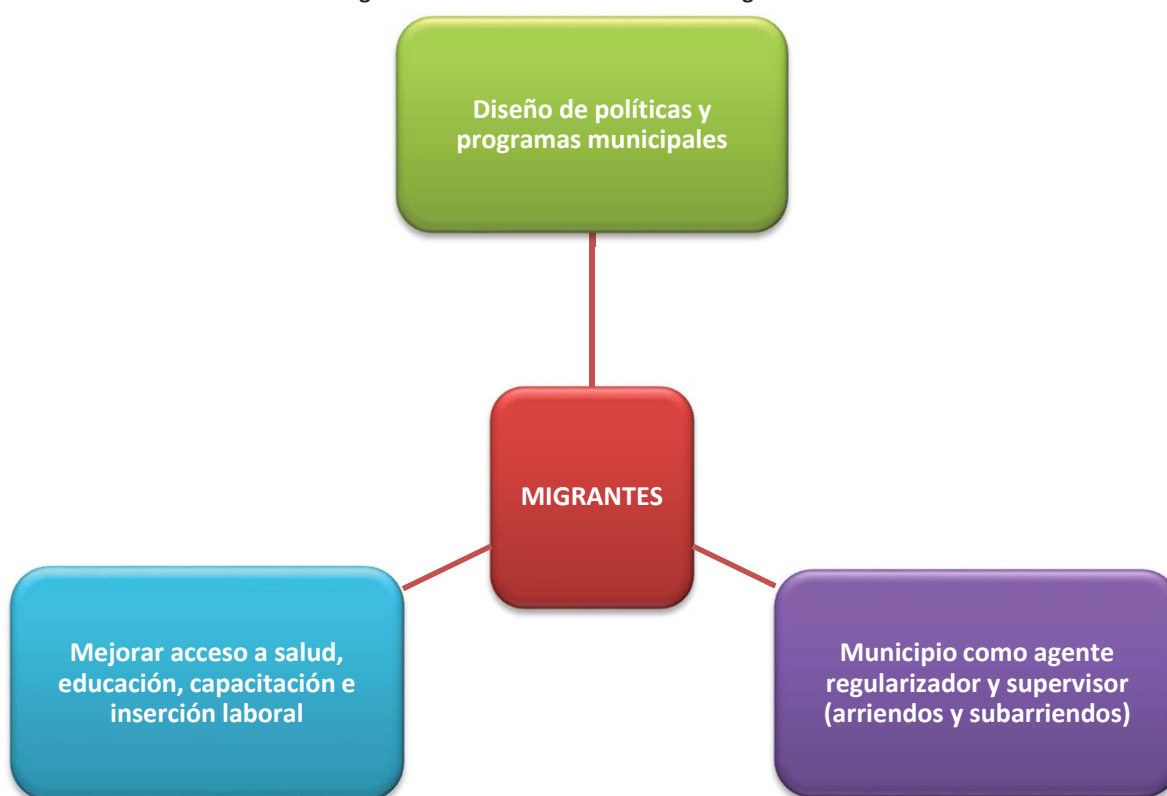 Diseño de políticas y
programas municipales
MIGRANTES
Mejorar acceso a salud,
educación, capacitación e
inserción laboral
Municipio como agente
regularizador y supervisor
(arriendos y subarriendos)